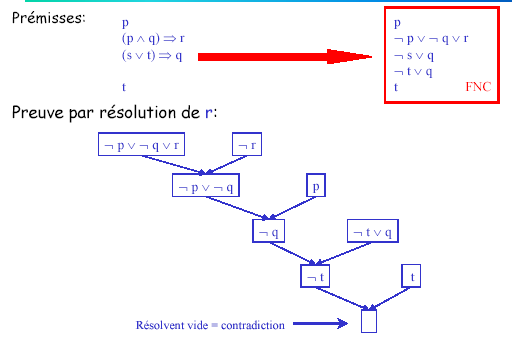 Prémisses:
p
(p ∧ q) ⇒ r
(s ∨ t) ⇒ q
t
p
¬ p ∨ ¬ q ∨ r
¬ s ∨ q
¬ t ∨ q
t FNC
Preuve par résolution de r:
¬ p ∨ ¬ q ∨ r
¬ r
¬ p ∨ ¬ q
p
¬ q
¬ t ∨ q
¬ t
t
Résolvent vide = contradiction